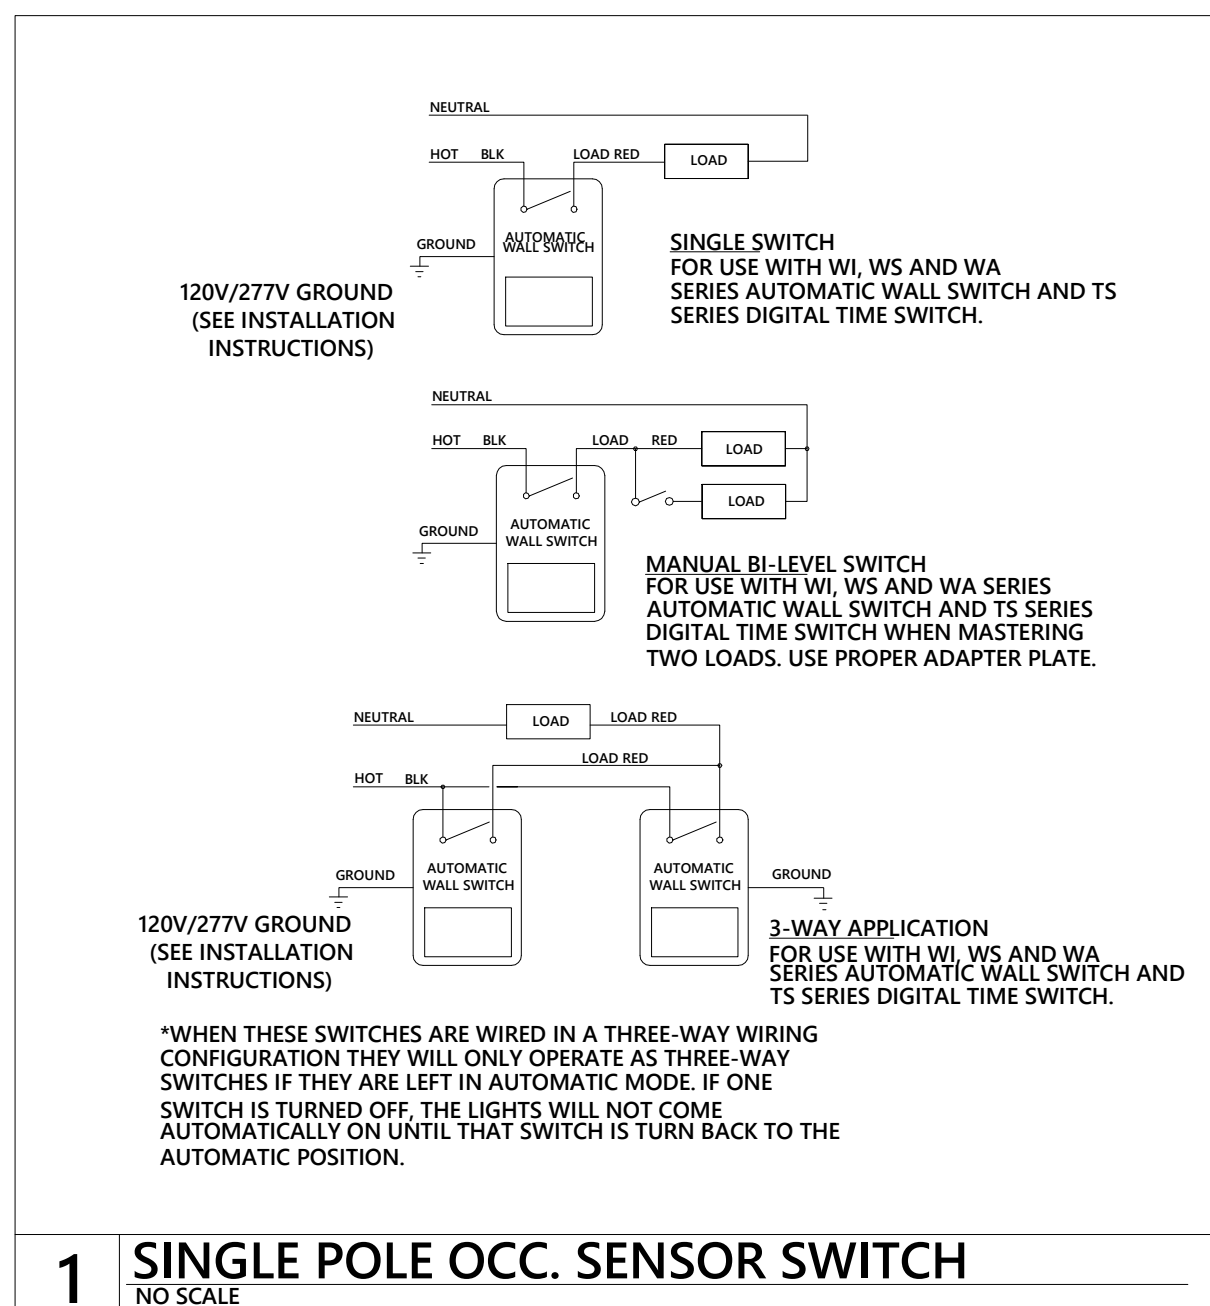 NEUTRAL
HOT BLK LOAD RED LOAD
AUTOMATIC
WALL SWITCH
GROUND
120V/277V GROUND
(SEE INSTALLATION
INSTRUCTIONS)
SINGLE SWITCH
FOR USE WITH WI, WS AND WA
SERIES AUTOMATIC WALL SWITCH AND TS
SERIES DIGITAL TIME SWITCH.
NEUTRAL
HOT BLK LOAD RED LOAD
LOAD
GROUND
AUTOMATIC
WALL SWITCH
MANUAL BI-LEVEL SWITCH
FOR USE WITH WI, WS AND WA SERIES
AUTOMATIC WALL SWITCH AND TS SERIES
DIGITAL TIME SWITCH WHEN MASTERING
TWO LOADS. USE PROPER ADAPTER PLATE.
NEUTRAL LOAD LOAD RED
LOAD RED
HOT BLK
GROUND
AUTOMATIC
WALL SWITCH
AUTOMATIC
WALL SWITCH
GROUND
120V/277V GROUND
(SEE INSTALLATION
INSTRUCTIONS)
3-WAY APPLICATION
FOR USE WITH WI, WS AND WA
SERIES AUTOMATIC WALL SWITCH AND
TS SERIES DIGITAL TIME SWITCH.
*WHEN THESE SWITCHES ARE WIRED IN A THREE-WAY WIRING
CONFIGURATION THEY WILL ONLY OPERATE AS THREE-WAY
SWITCHES IF THEY ARE LEFT IN AUTOMATIC MODE. IF ONE
SWITCH IS TURNED OFF, THE LIGHTS WILL NOT COME
AUTOMATICALLY ON UNTIL THAT SWITCH IS TURN BACK TO THE
AUTOMATIC POSITION.
1 SINGLE POLE OCC. SENSOR SWITCH
NO SCALE